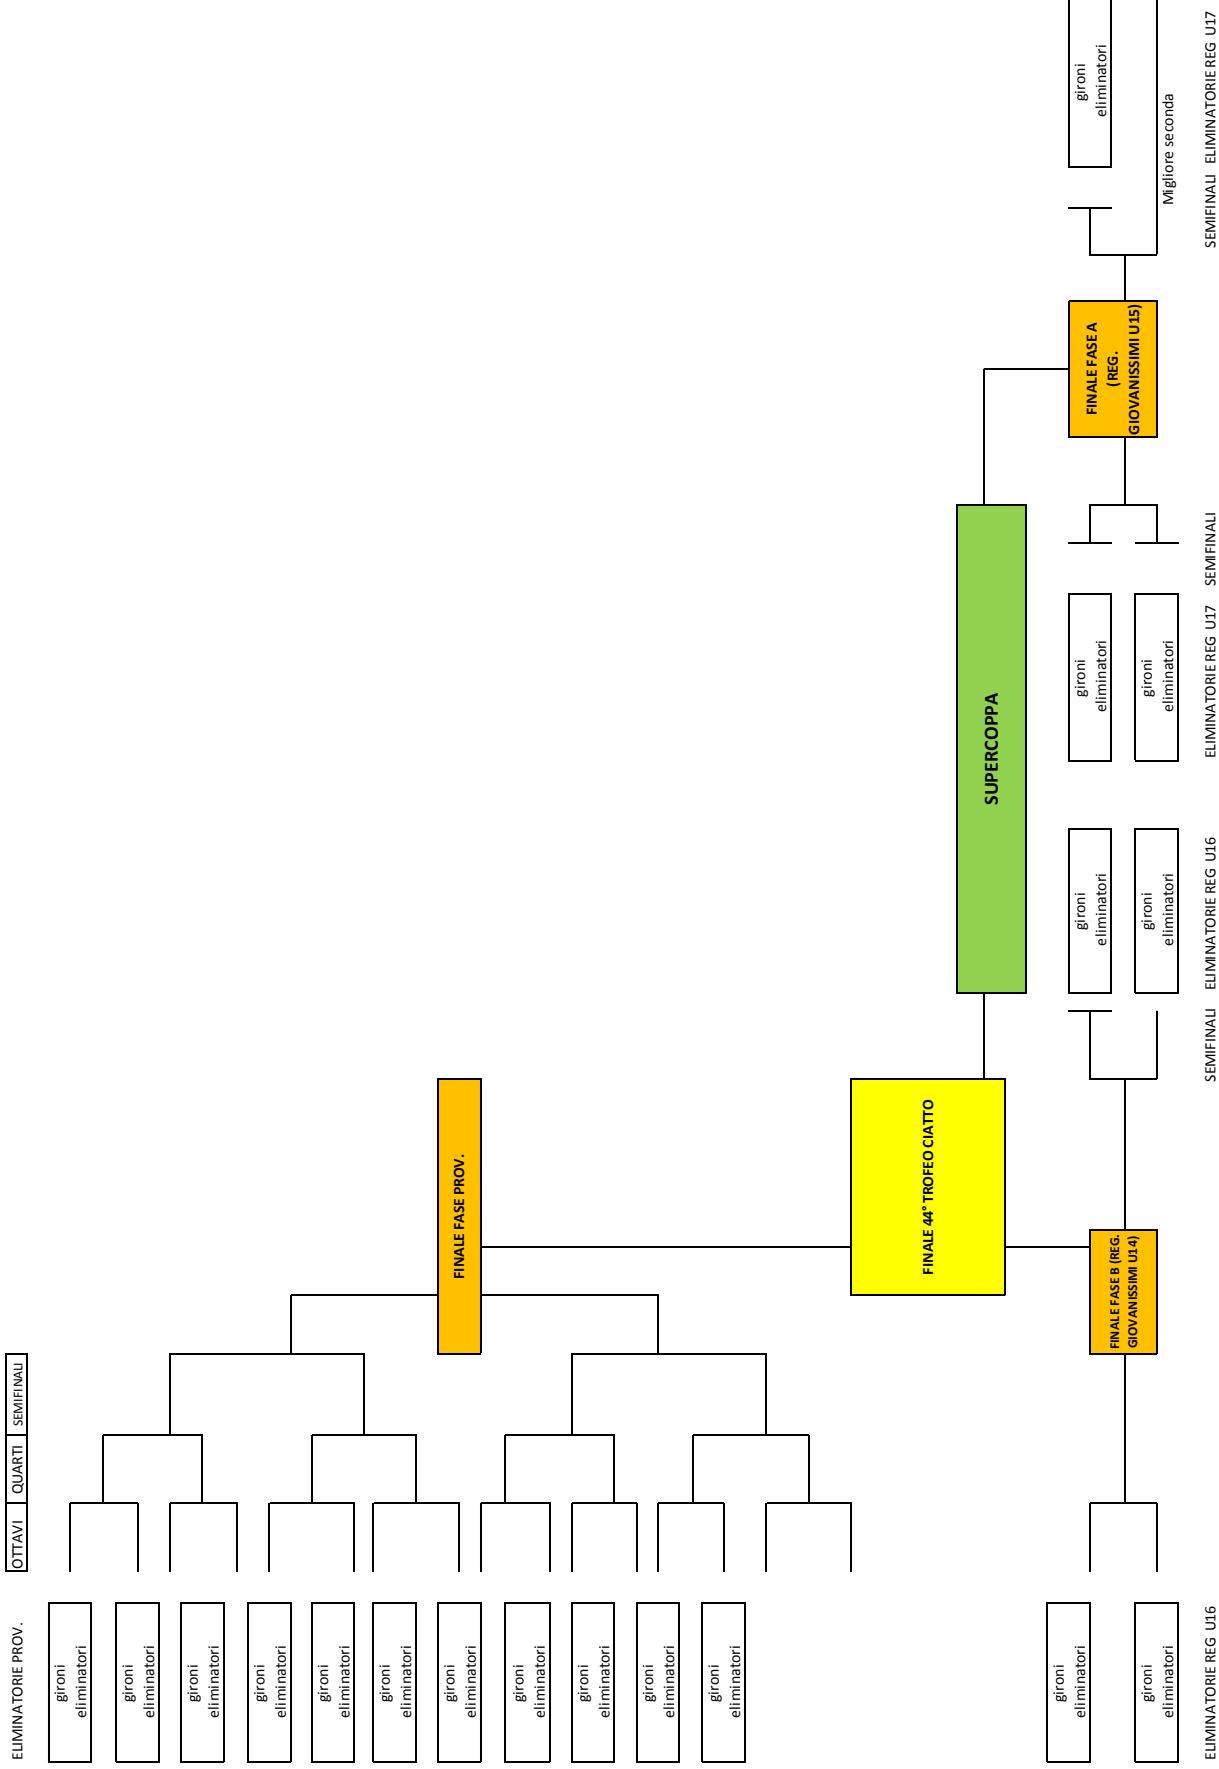 ELIMINATORIE PROV.
OTTAVI
QUARTI
SEMIFINALI
gironi
eliminatori
gironi
eliminatori
gironi
eliminatori
gironi
eliminatori
gironi
eliminatori
gironi
eliminatori
gironi
eliminatori
gironi
eliminatori
gironi
eliminatori
gironi
eliminatori
gironi
eliminatori
FINALE FASE PROV.
FINALE 44° TROFEO CIATTO
SUPERCOPPA
gironi
eliminatori
gironi
eliminatori
FINALE FASE B (REG.
GIOVANISSIMI U14)
gironi
eliminatori
gironi
eliminatori
gironi
eliminatori
gironi
eliminatori
FINALE FASE A
(REG.
GIOVANISSIMI U15)
gironi
eliminatori
Migliore seconda
ELIMINATORIE REG U16
SEMIFINALI
ELIMINATORIE REG U16
ELIMINATORIE REG U17
SEMIFINALI
SEMIFINALI
ELIMINATORIE REG U17